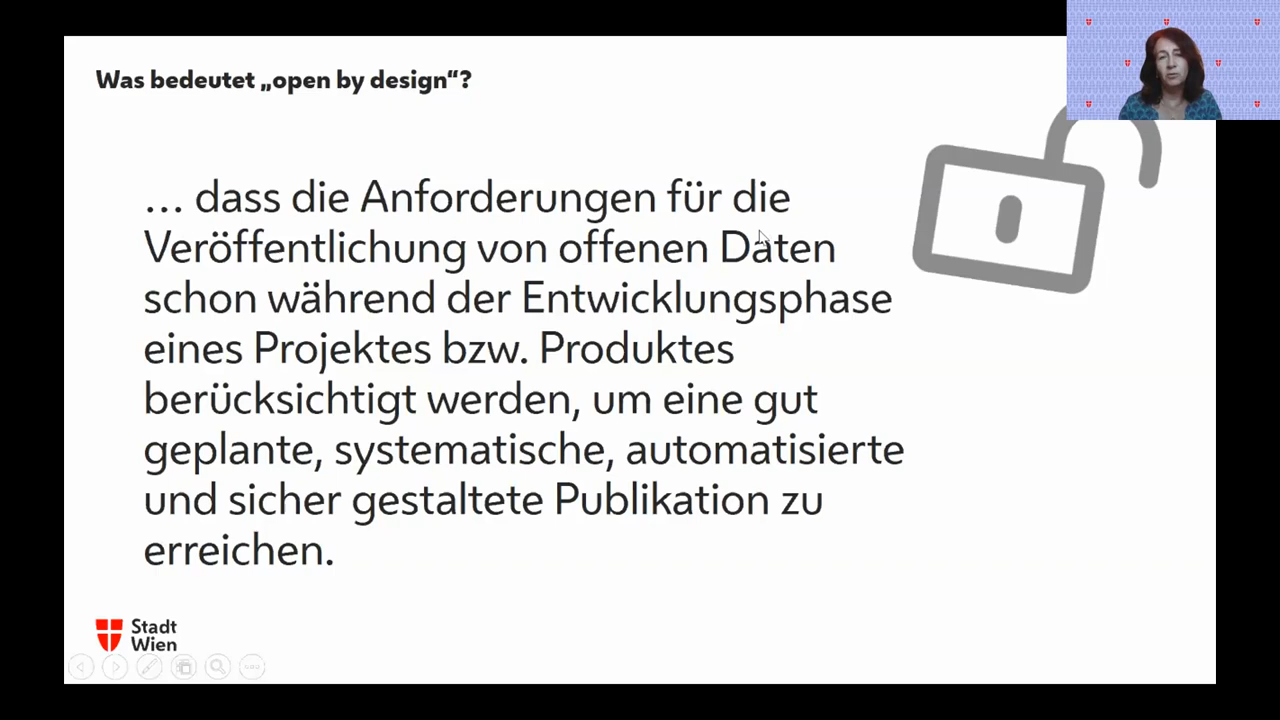 Was bedeutet „open by design“?
... dass die Anforderungen für die
Veröffentlichung von offenen Daten
schon während der Entwicklungsphase
eines Projektes bzw. Produktes
berücksichtigt werden, um eine gut
geplante, systematische, automatisierte
und sicher gestaltete Publikation zu
erreichen.
Stadt
Wien